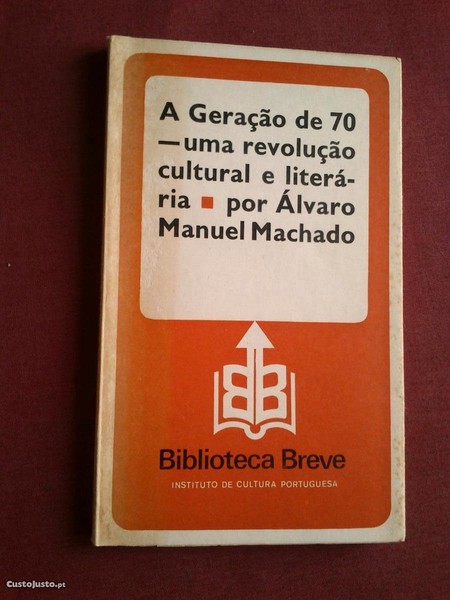 A Geração de 70
—uma revolução
cultural e literá-
ria ▪ por Álvaro
Manuel Machado
BB
Biblioteca Breve
INSTITUTO DE CULTURA PORTUGUESA
CustoJusto.pt